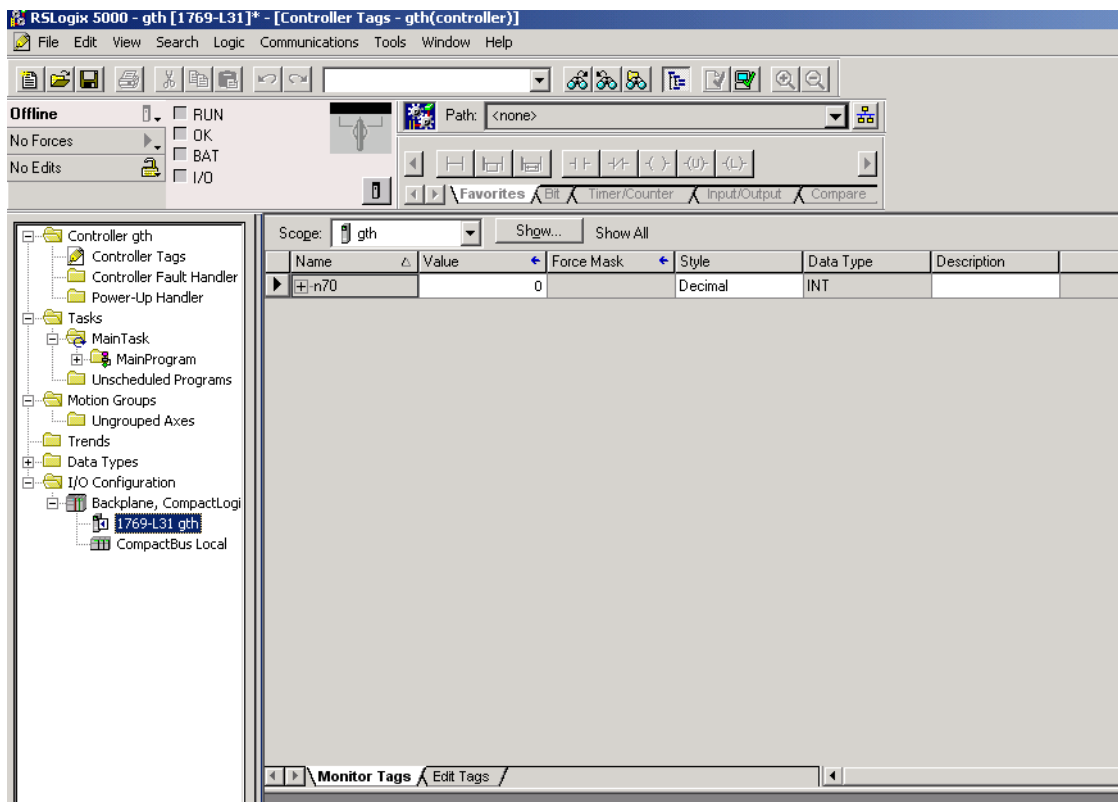 RSLogix 5000 - gth [1769-L31]* - [Controller Tags - gth(controller)]
File Edit View Search Logic Communications Tools Window Help
Offline RUN Path: <none>
No Forces OK
BAT
No Edits I/O
Favorites Bit Timer/Counter Input/Output Compare
Controller gth
Controller Tags
Controller Fault Handler
Power-Up Handler
Tasks
MainTask
MainProgram
Unscheduled Programs
Motion Groups
Ungrouped Axes
Trends
Data Types
I/O Configuration
Backplane, CompactLogi
1769-L31 gth
CompactBus Local
Scope: gth Show... Show All
Name Value Force Mask Style Data Type Description
n70 0 Decimal INT
Monitor Tags Edit Tags